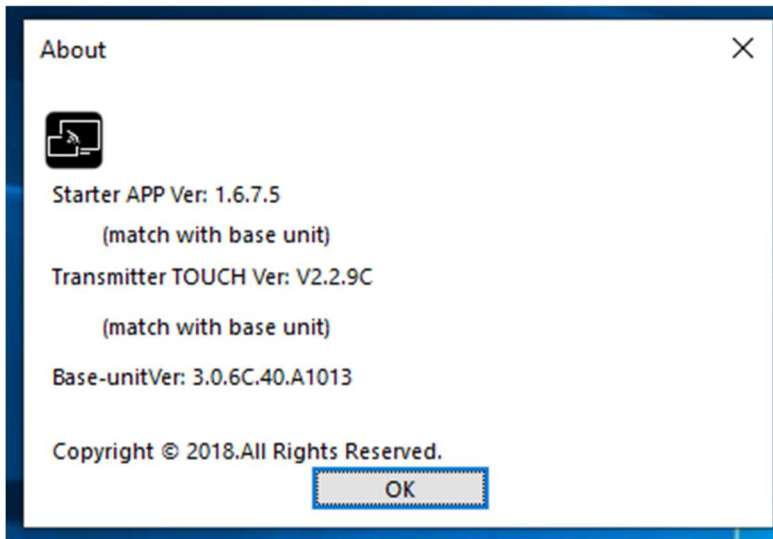 About
Starter APP Ver: 1.6.7.5
(match with base unit)
Transmitter TOUCH Ver: V2.2.9C
(match with base unit)
Base-unitVer: 3.0.6C.40.A1013
Copyright © 2018.All Rights Reserved.
OK